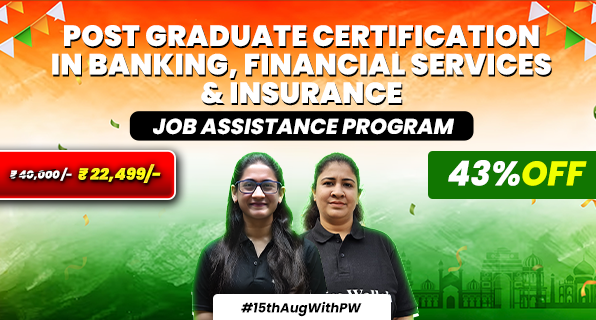 POST GRADUATE CERTIFICATION
IN BANKING, FINANCIAL SERVICES
& INSURANCE
JOB ASSISTANCE PROGRAM
₹ 40,000/- ₹ 22,499/-
43%OFF
#15thAugWithPW